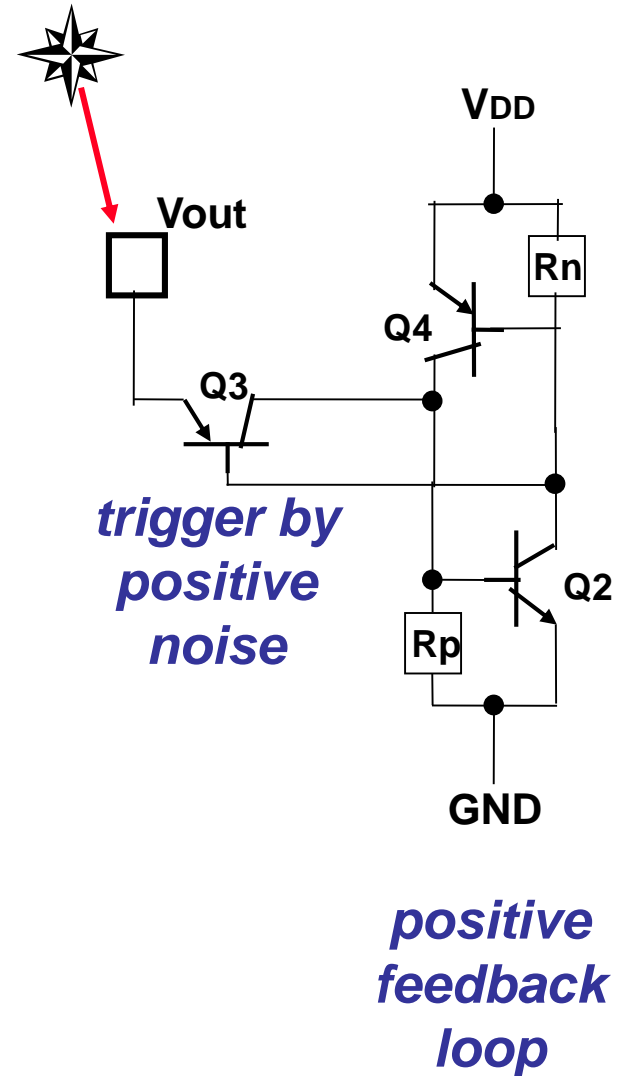 VDD
Vout
Rn
Q4
Q3
trigger by
positive
noise
Q2
Rp
GND
positive
feedback
loop